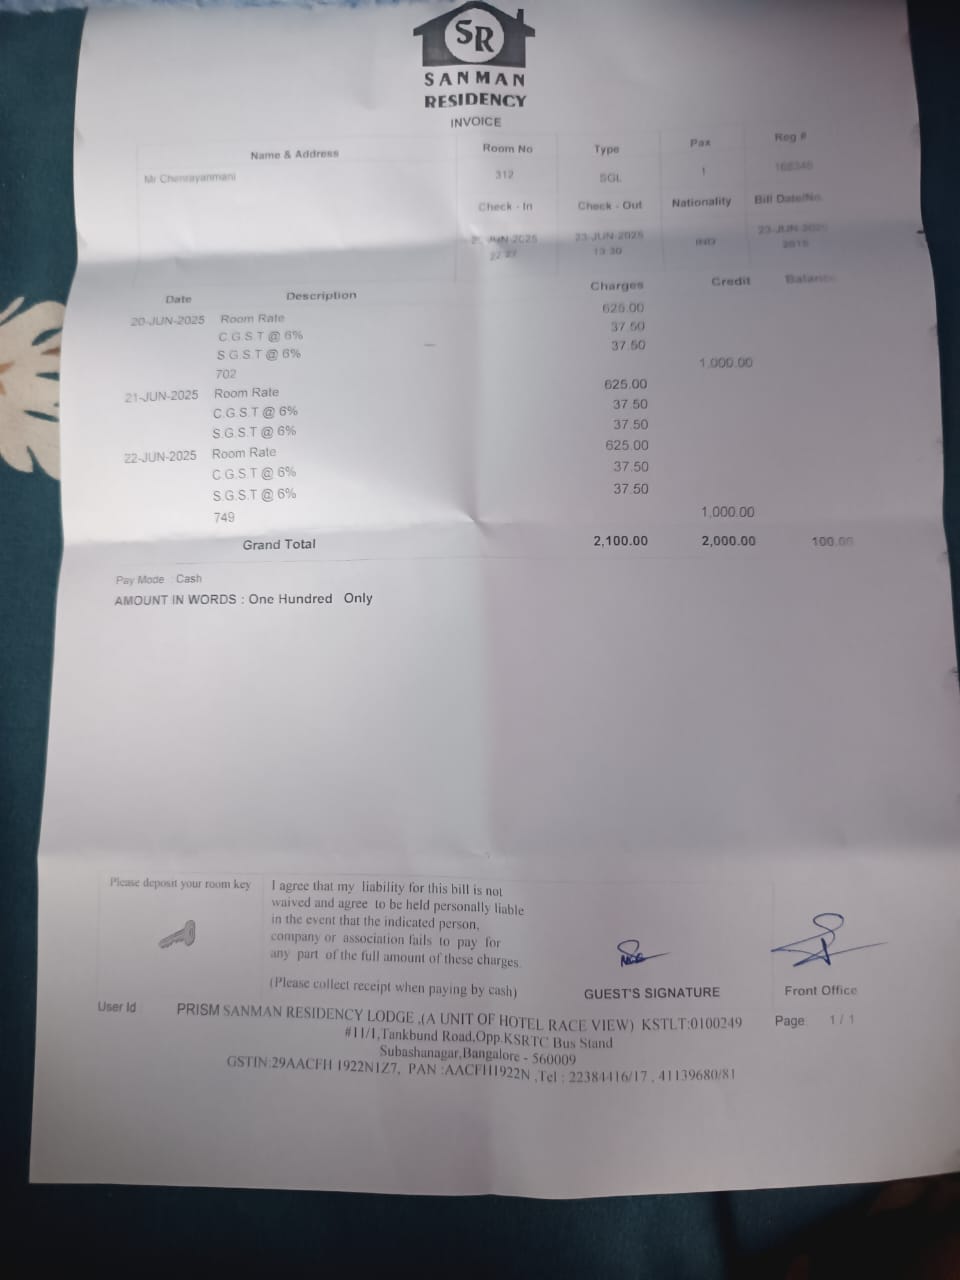 SR
SANMAN
RESIDENCY
INVOICE
Name & Address Room No Type Pax Reg #
Mr Chenrayanmani 312 SGL 1
Check - In Check - Out Nationality Bill Date/No.
JUN-2025 23-JUN-2025 IND 23-JUN-2025
Date Description Charges Credit Balance
20-JUN-2025 Room Rate 625.00
C.G.S.T @ 6% 37.50
S.G.S.T @ 6% 37.50
702 1,000.00
21-JUN-2025 Room Rate 625.00
C.G.S.T @ 6% 37.50
S.G.S.T @ 6% 37.50
22-JUN-2025 Room Rate 625.00
C.G.S.T @ 6% 37.50
S.G.S.T @ 6% 37.50
749 1,000.00
Grand Total 2,100.00 2,000.00 100.00
Pay Mode : Cash
AMOUNT IN WORDS : One Hundred Only
Please deposit your room key
I agree that my liability for this bill is not
waived and agree to be held personally liable
in the event that the indicated person,
company or association fails to pay for
any part of the full amount of these charges.
(Please collect receipt when paying by cash)
GUEST'S SIGNATURE
Front Office
User Id
PRISM SANMAN RESIDENCY LODGE ,(A UNIT OF HOTEL RACE VIEW) KSTLT:0100249
Page 1 / 1
#11/1,Tankbund Road,Opp.KSRTC Bus Stand
Subashanagar,Bangalore - 560009
GSTIN:29AACFH 1922N1Z7, PAN :AACFH1922N ,Tel : 22384416/17 , 41139680/81